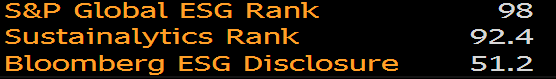 S&P Global ESG Rank 98
Sustainalytics Rank 92.4
Bloomberg ESG Disclosure 51.2